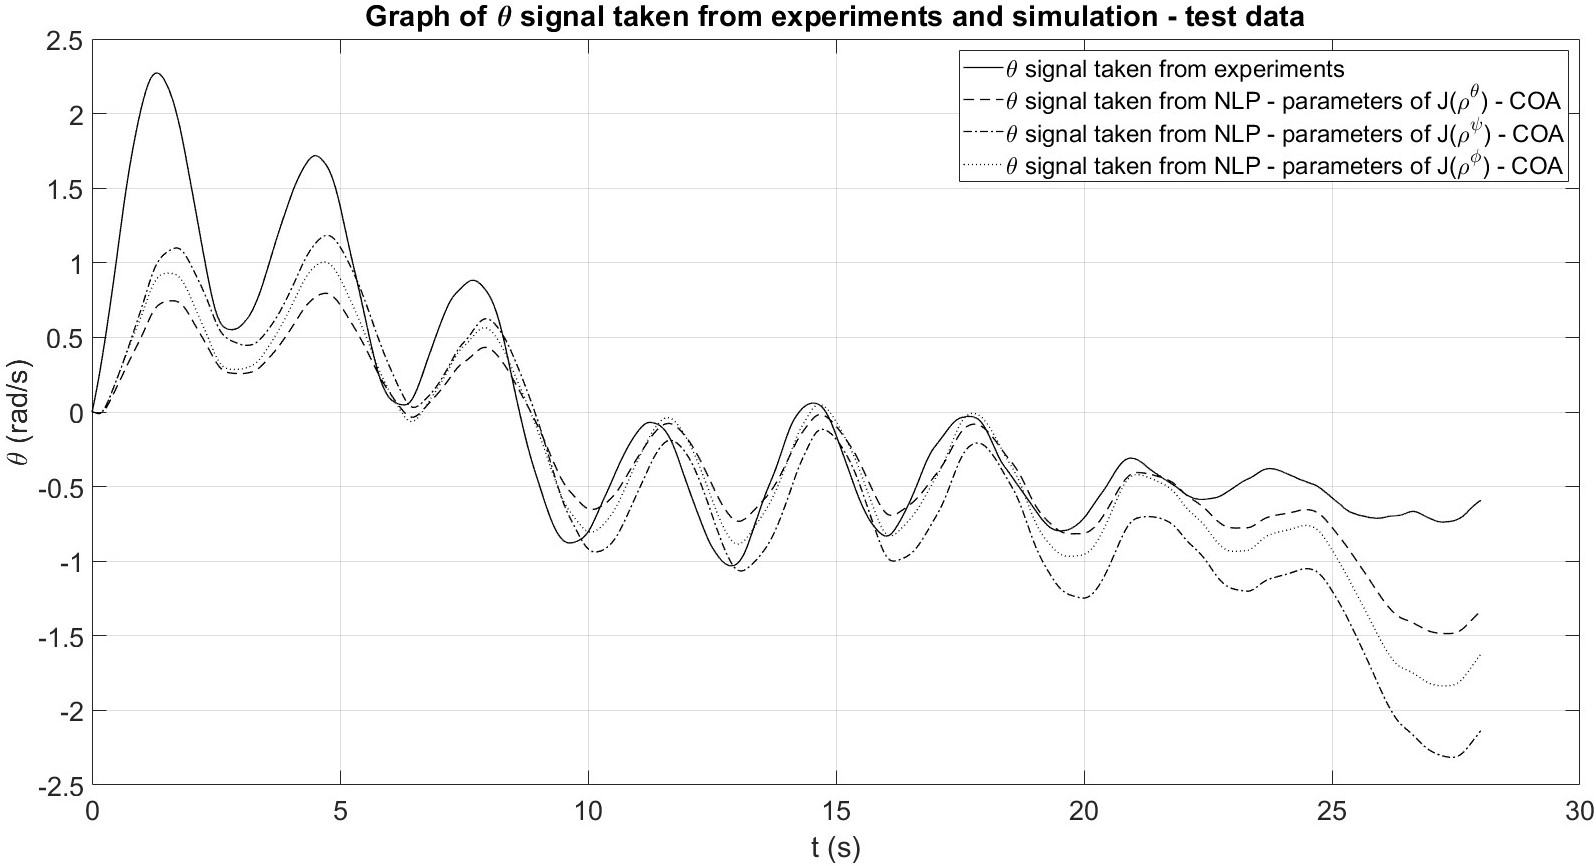 Graph of θ signal taken from experiments and simulation - test data
θ signal taken from experiments
θ signal taken from NLP - parameters of J(ρ^θ) - COA
θ signal taken from NLP - parameters of J(ρ^ψ) - COA
θ signal taken from NLP - parameters of J(ρ^ϕ) - COA
θ (rad/s)
2.5
2
1.5
1
0.5
0
-0.5
-1
-1.5
-2
-2.5
0 5 10 15 20 25 30
t (s)